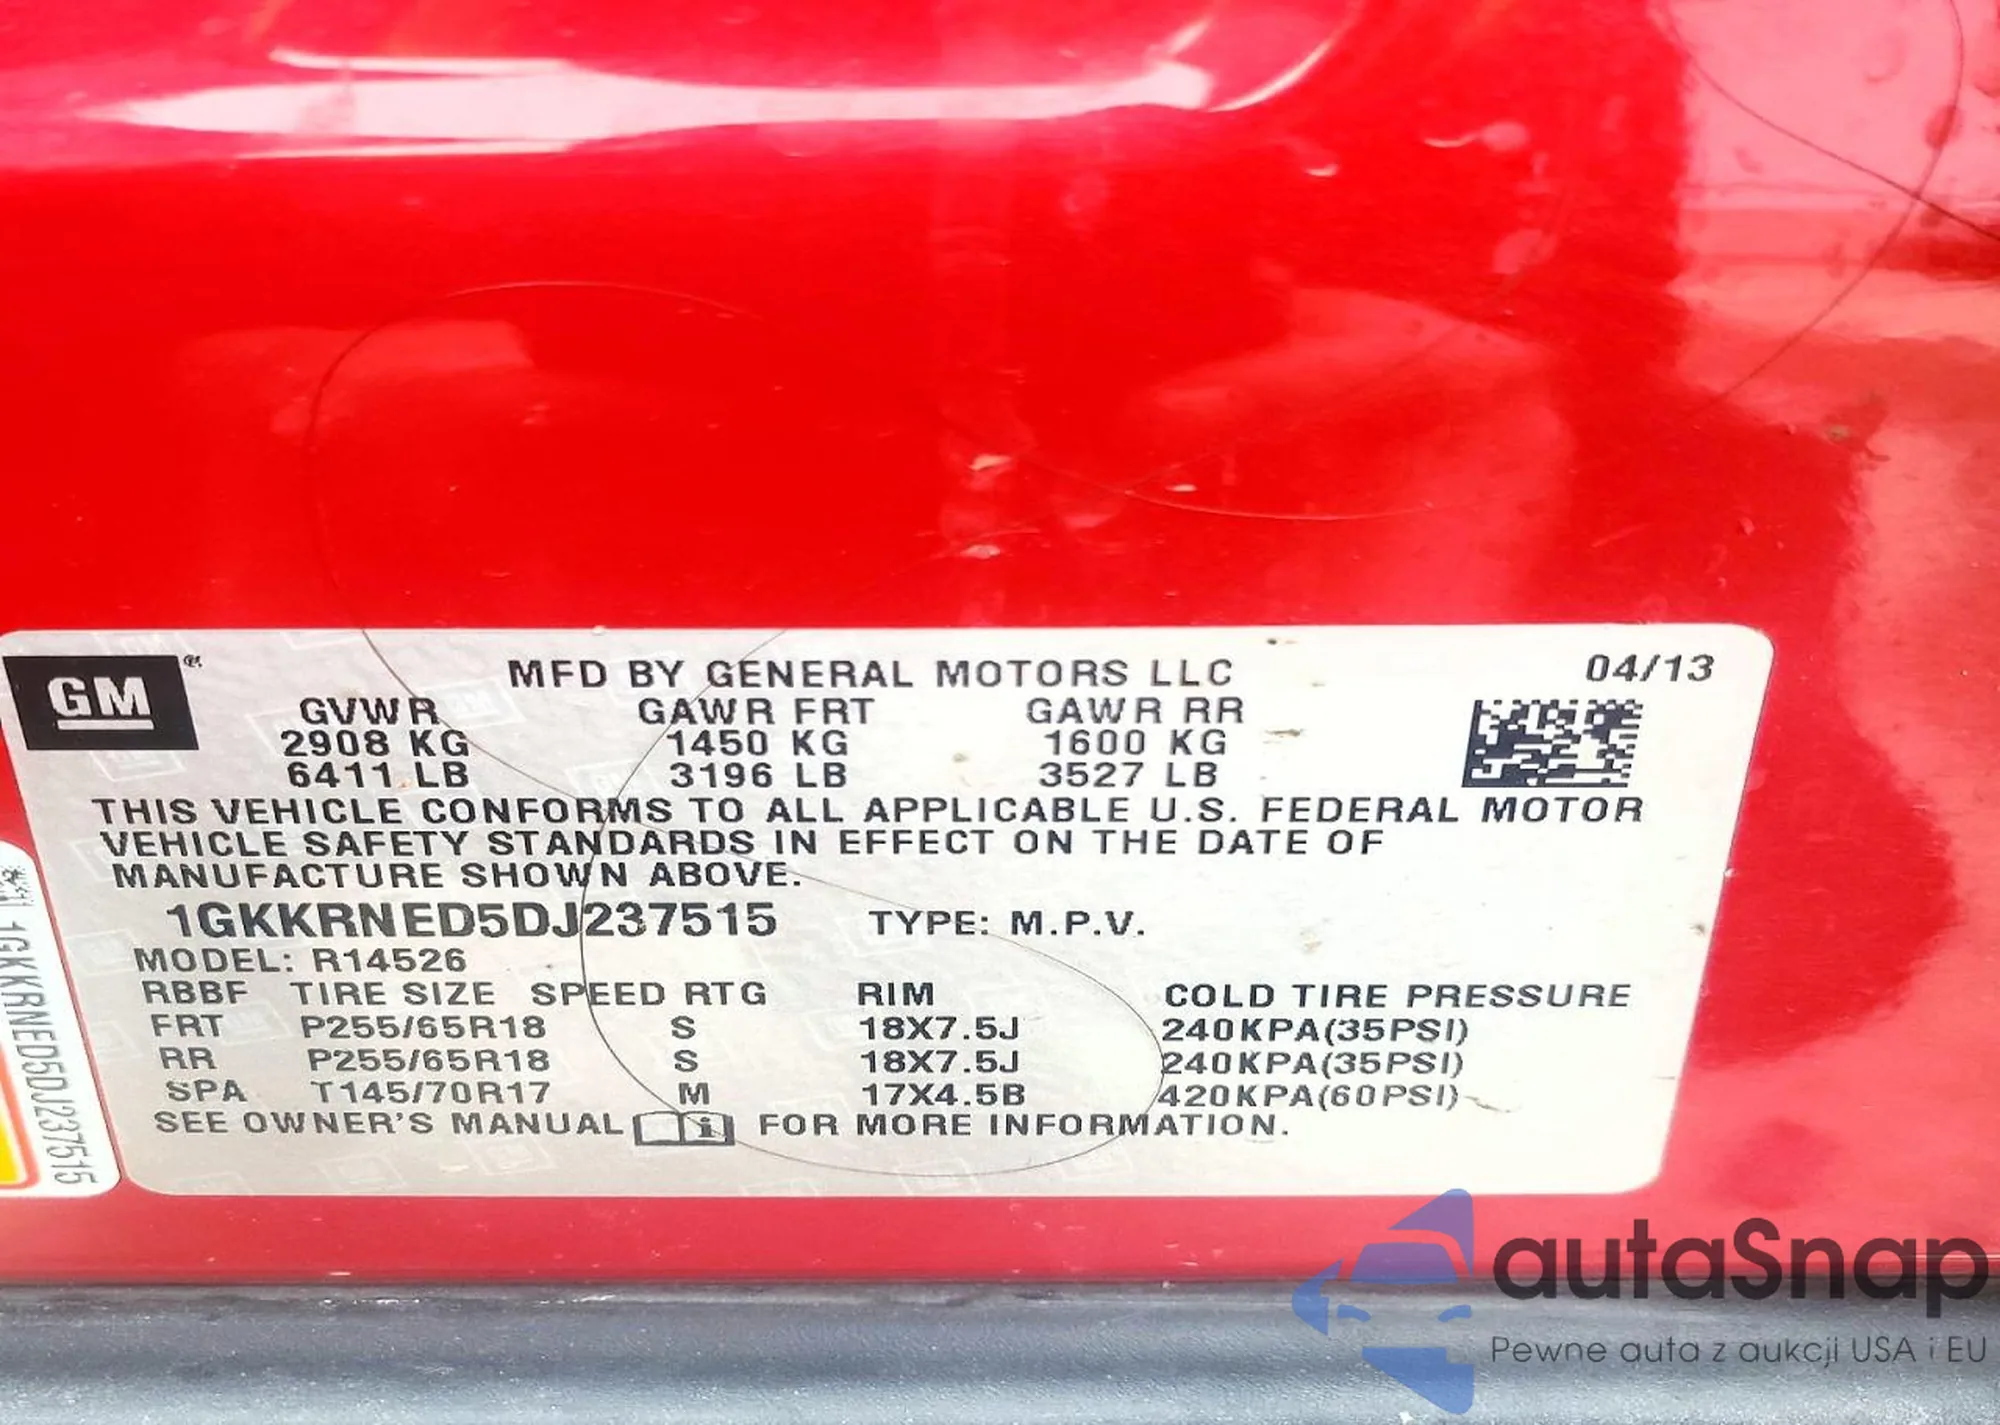 GM
MFD BY GENERAL MOTORS LLC 04/13
GVWR GAWR FRT GAWR RR
2908 KG 1450 KG 1600 KG
6411 LB 3196 LB 3527 LB
THIS VEHICLE CONFORMS TO ALL APPLICABLE U.S. FEDERAL MOTOR
VEHICLE SAFETY STANDARDS IN EFFECT ON THE DATE OF
MANUFACTURE SHOWN ABOVE.
1GKKRNED5DJ237515 TYPE: M.P.V.
MODEL: R14526
RBBF TIRE SIZE SPEED RTG RIM COLD TIRE PRESSURE
FRT P255/65R18 S 18X7.5J 240KPA(35PSI)
RR P255/65R18 S 18X7.5J 240KPA(35PSI)
SPA T145/70R17 M 17X4.5B 420KPA(60PSI)
SEE OWNER'S MANUAL i FOR MORE INFORMATION.
1GKKRNED5DJ237515
autaSnap
Pewne auta z aukcji USA i EU